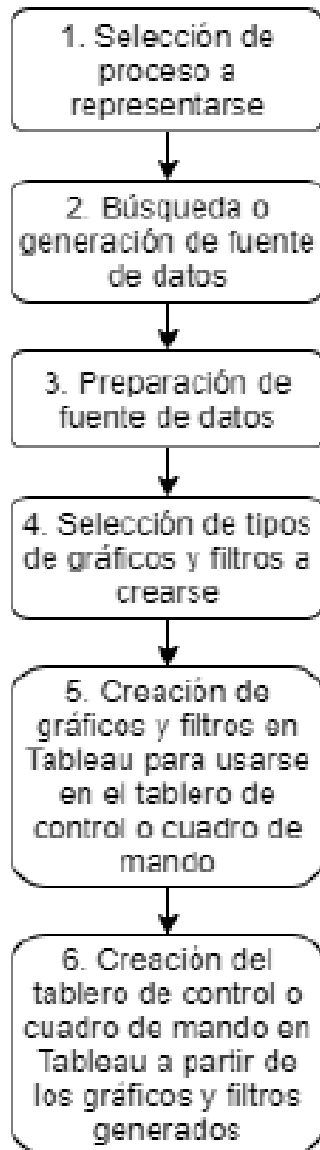 1. Selección de
proceso a
representarse
2. Búsqueda o
generación de fuente
de datos
3. Preparación de
fuente de datos
4. Selección de tipos
de gráficos y filtros a
crearse
5. Creación de
gráficos y filtros en
Tableau para usarse
en el tablero de
control o cuadro de
mando
6. Creación del
tablero de control o
cuadro de mando en
Tableau a partir de
los gráficos y filtros
generados